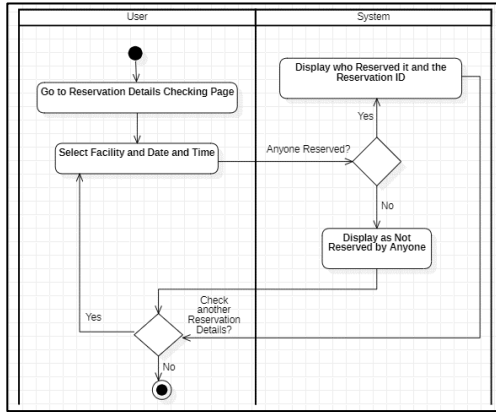 User
System
Go to Reservation Details Checking Page
Display who Reserved it and the
Reservation ID
Yes
Select Facility and Date and Time
Anyone Reserved?
No
Display as Not
Reserved by Anyone
Check
another
Reservation
Details?
Yes
No